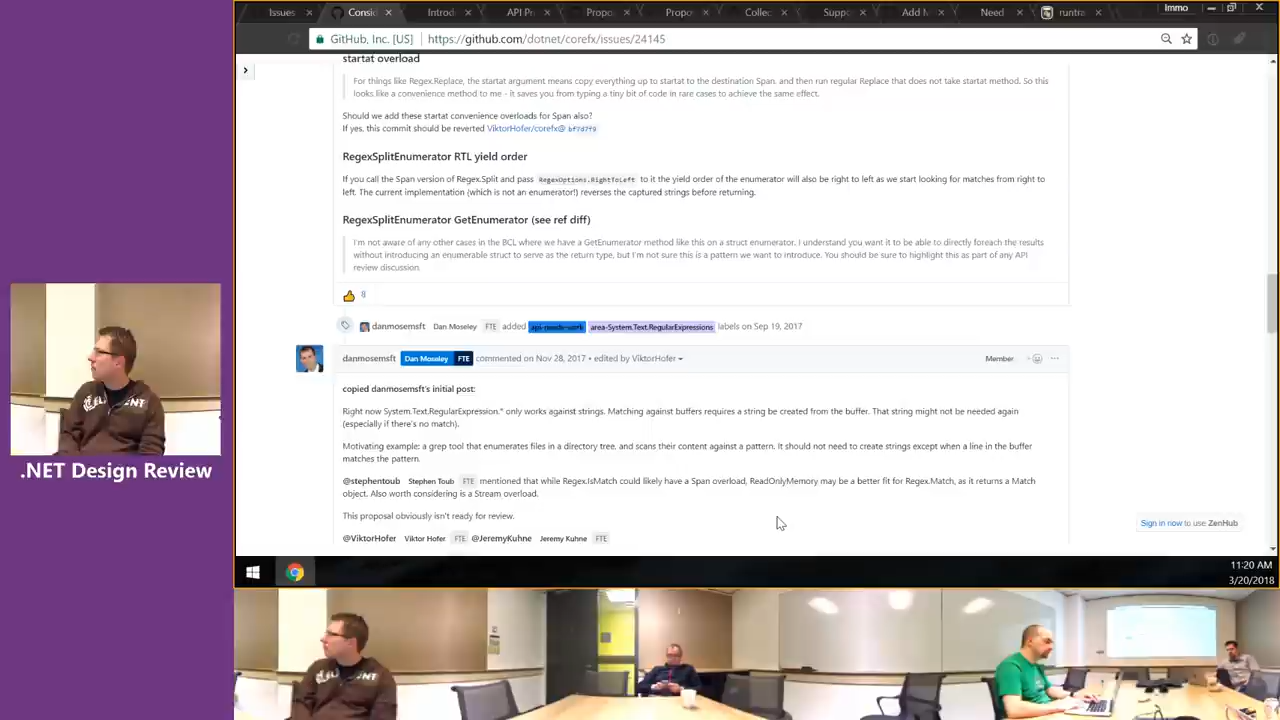 Issues
Consid
Introd
API Pr
Propo
Propo
Collec
Suppo
Add M
Need
runtra
Immo
GitHub, Inc. [US] https://github.com/dotnet/corefx/issues/24145
startat overload
For things like Regex.Replace, the startat argument means copy everything up to startat to the destination Span, and then run regular Replace that does not take startat method. So this
looks like a convenience method to me - it saves you from typing a tiny bit of code in rare cases to achieve the same effect.
Should we add these startat convenience overloads for Span also?
If yes, this commit should be reverted ViktorHofer/corefx@
RegexSplitEnumerator RTL yield order
If you call the Span version of Regex.Split and pass RegexOptions.RightToLeft to it the yield order of the enumerator will also be right to left as we start looking for matches from right to
left. The current implementation (which is not an enumerator!) reverses the captured strings before returning.
RegexSplitEnumerator GetEnumerator (see ref diff)
I'm not aware of any other cases in the BCL where we have a GetEnumerator method like this on a struct enumerator. I understand you want it to be able to directly foreach the results
without introducing an enumerable struct to serve as the return type, but I'm not sure this is a pattern we want to introduce. You should be sure to highlight this as part of any API
review discussion.
8
danmosemsft Dan Moseley FTE added api-needs-work area-System.Text.RegularExpressions labels on Sep 19, 2017
danmosemsft Dan Moseley FTE commented on Nov 28, 2017 • edited by ViktorHofer Member
copied danmosemsft's initial post:
Right now System.Text.RegularExpression.* only works against strings. Matching against buffers requires a string be created from the buffer. That string might not be needed again
(especially if there's no match).
Motivating example: a grep tool that enumerates files in a directory tree, and scans their content against a pattern. It should not need to create strings except when a line in the buffer
matches the pattern.
@stephentoub Stephen Toub FTE mentioned that while Regex.IsMatch could likely have a Span overload, ReadOnlyMemory may be a better fit for Regex.Match, as it returns a Match
object. Also worth considering is a Stream overload.
This proposal obviously isn't ready for review.
@ViktorHofer Viktor Hofer FTE @JeremyKuhne Jeremy Kuhne FTE
Sign in now to use ZenHub
11:20 AM
3/20/2018
.NET Design Review